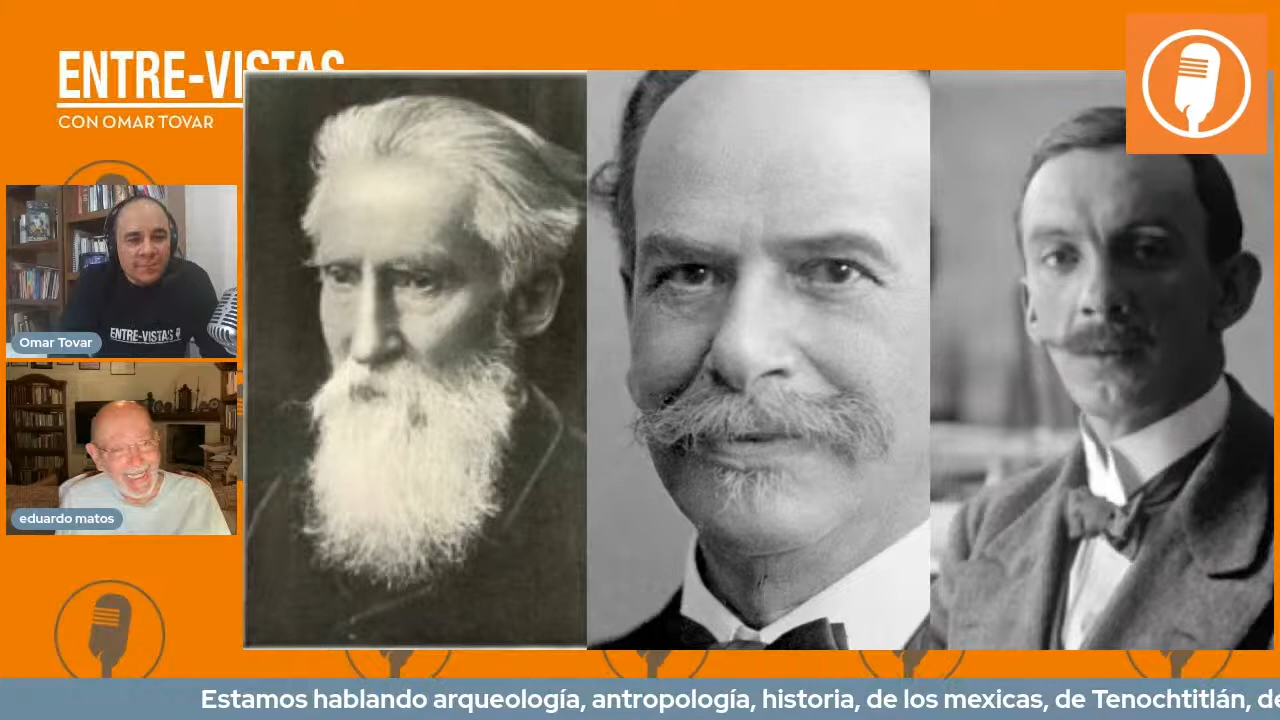 ENTRE-VISTAS
CON OMAR TOVAR
ENTRE-VISTAS
Omar Tovar
eduardo matos
Estamos hablando arqueología, antropología, historia, de los mexicas, de Tenochtitlán, de